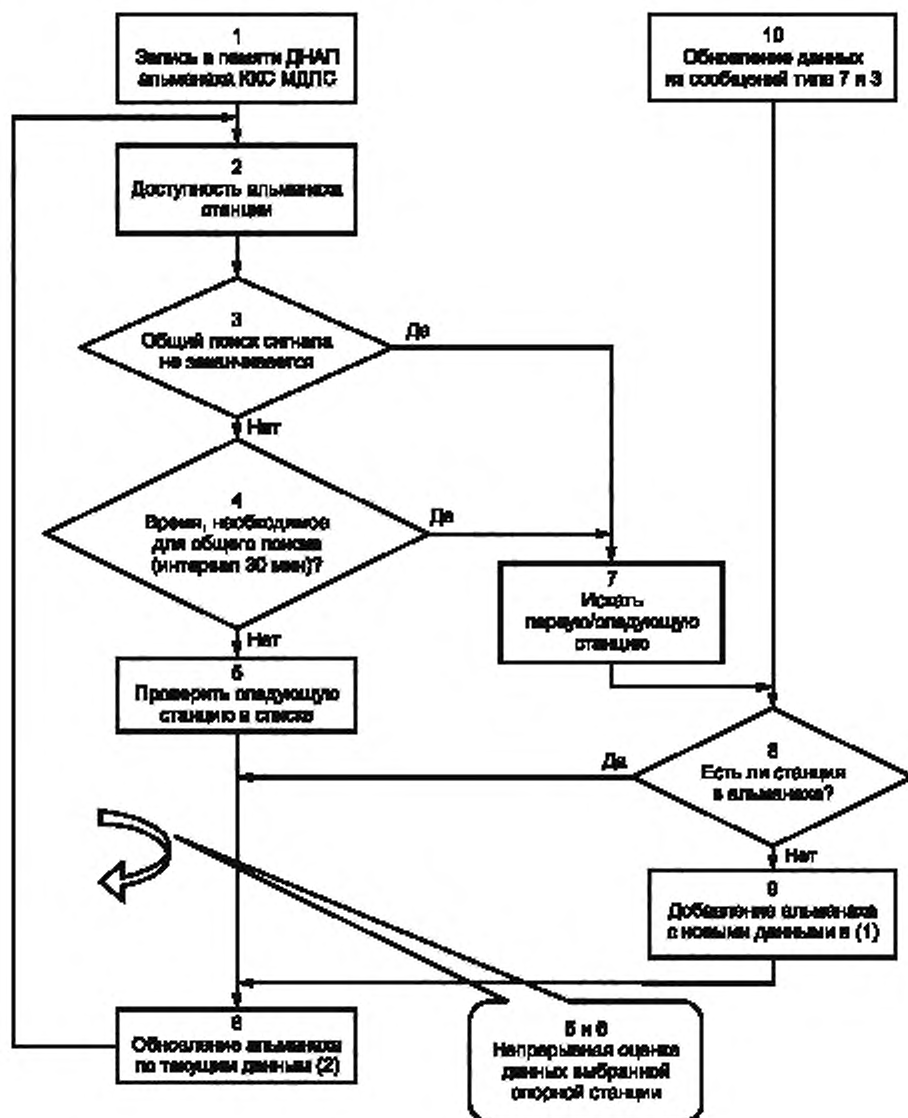 1
Запись в памяти ДНАП
альманаха ККС МДПС
10
Обновление данных
из сообщений типа 7 и 3
2
Доступность альманаха
станции
3
Общий поиск сигнала
не заканчивается
Да
Нет
4
Время, необходимое
для общего поиска
(интервал 30 мин)?
Да
Нет
7
Искать
первую/следующую
станцию
5
Проверить следующую
станцию в списке
8
Есть ли станция
в альманахе?
Да
Нет
9
Добавление альманаха
с новыми данными в (1)
6
Обновление альманаха
по текущим данным (2)
5 и 6
Непрерывная оценка
данных выбранной
опорной станции